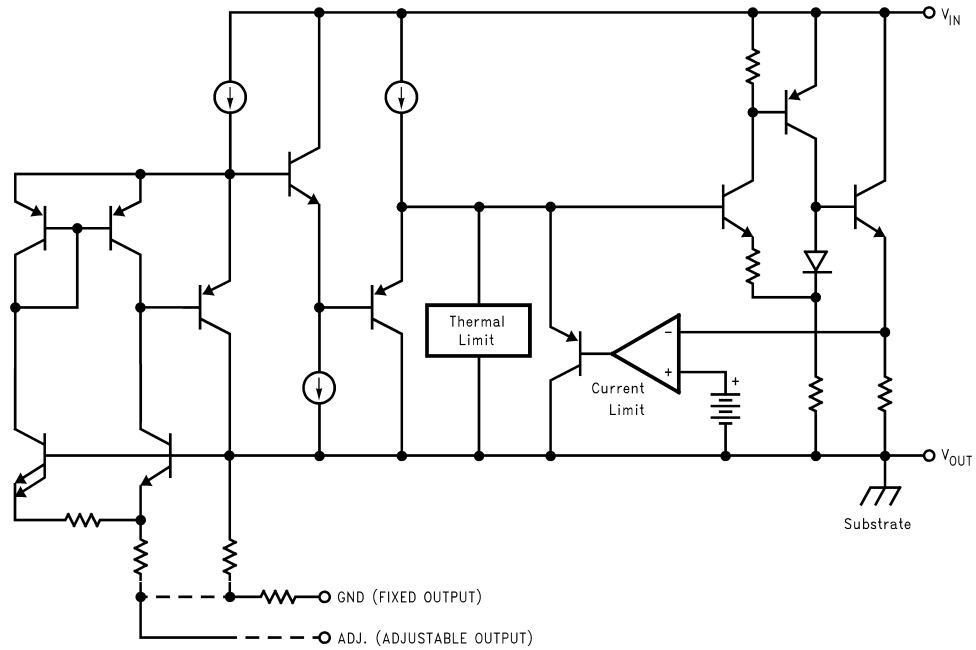 V_IN
Thermal
Limit
−
+
+
Current
Limit
V_OUT
Substrate
GND (FIXED OUTPUT)
ADJ. (ADJUSTABLE OUTPUT)